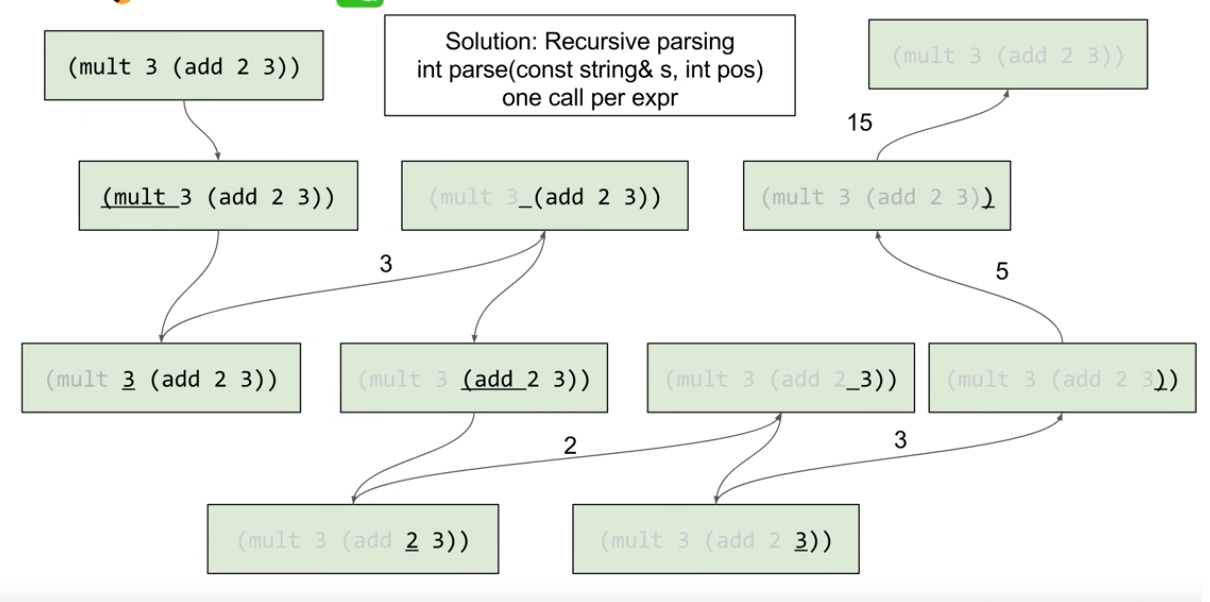 (mult 3 (add 2 3))
Solution: Recursive parsing
int parse(const string& s, int pos)
one call per expr
(mult 3 (add 2 3))
15
(mult 3 (add 2 3))
(mult 3 (add 2 3))
(mult 3 (add 2 3))
3
5
(mult 3 (add 2 3))
(mult 3 (add 2 3))
(mult 3 (add 2 3))
(mult 3 (add 2 3))
2
3
(mult 3 (add 2 3))
(mult 3 (add 2 3))